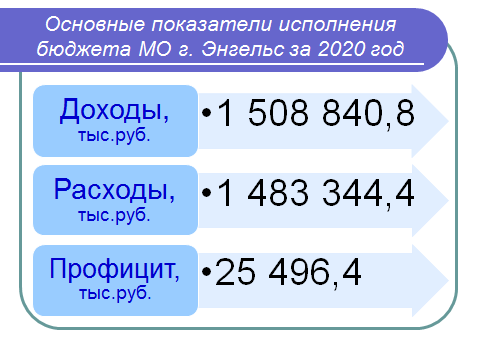 Основные показатели исполнения
бюджета МО г. Энгельс за 2020 год
Доходы,
тыс.руб.
•1 508 840,8
Расходы,
тыс.руб.
•1 483 344,4
Профицит,
тыс.руб.
•25 496,4